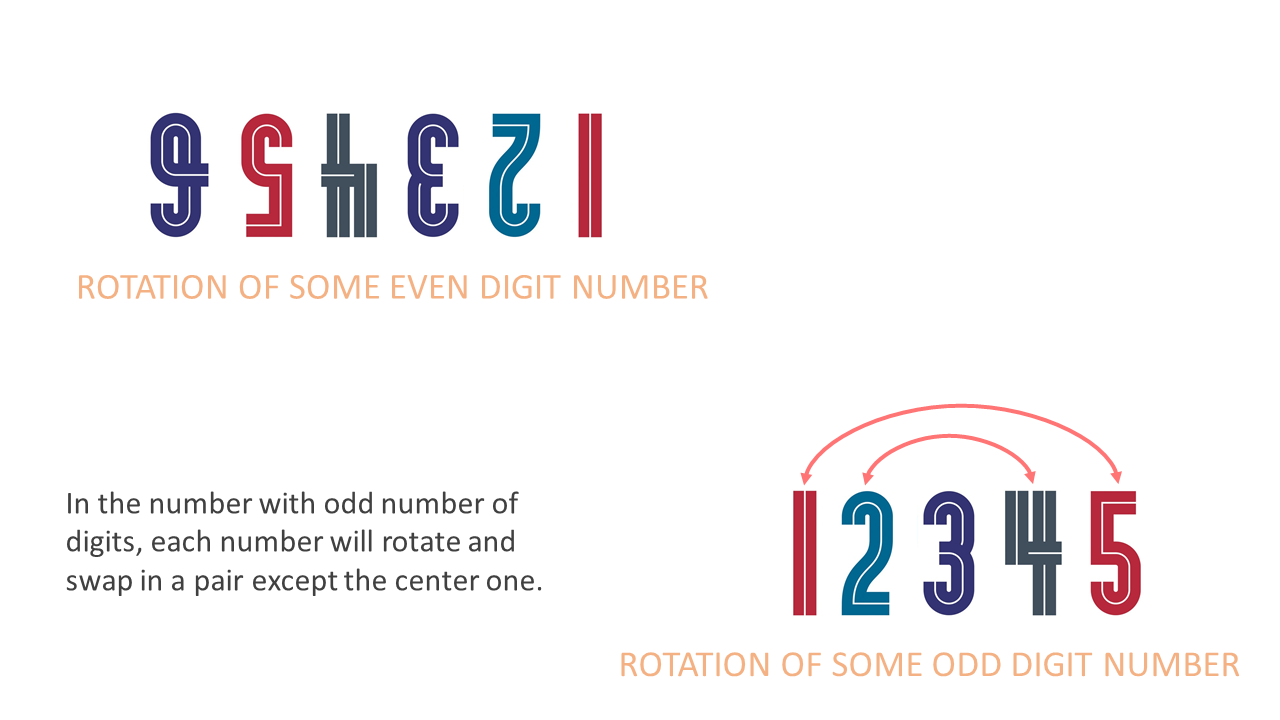 123456
ROTATION OF SOME EVEN DIGIT NUMBER
In the number with odd number of
digits, each number will rotate and
swap in a pair except the center one.
12345
ROTATION OF SOME ODD DIGIT NUMBER